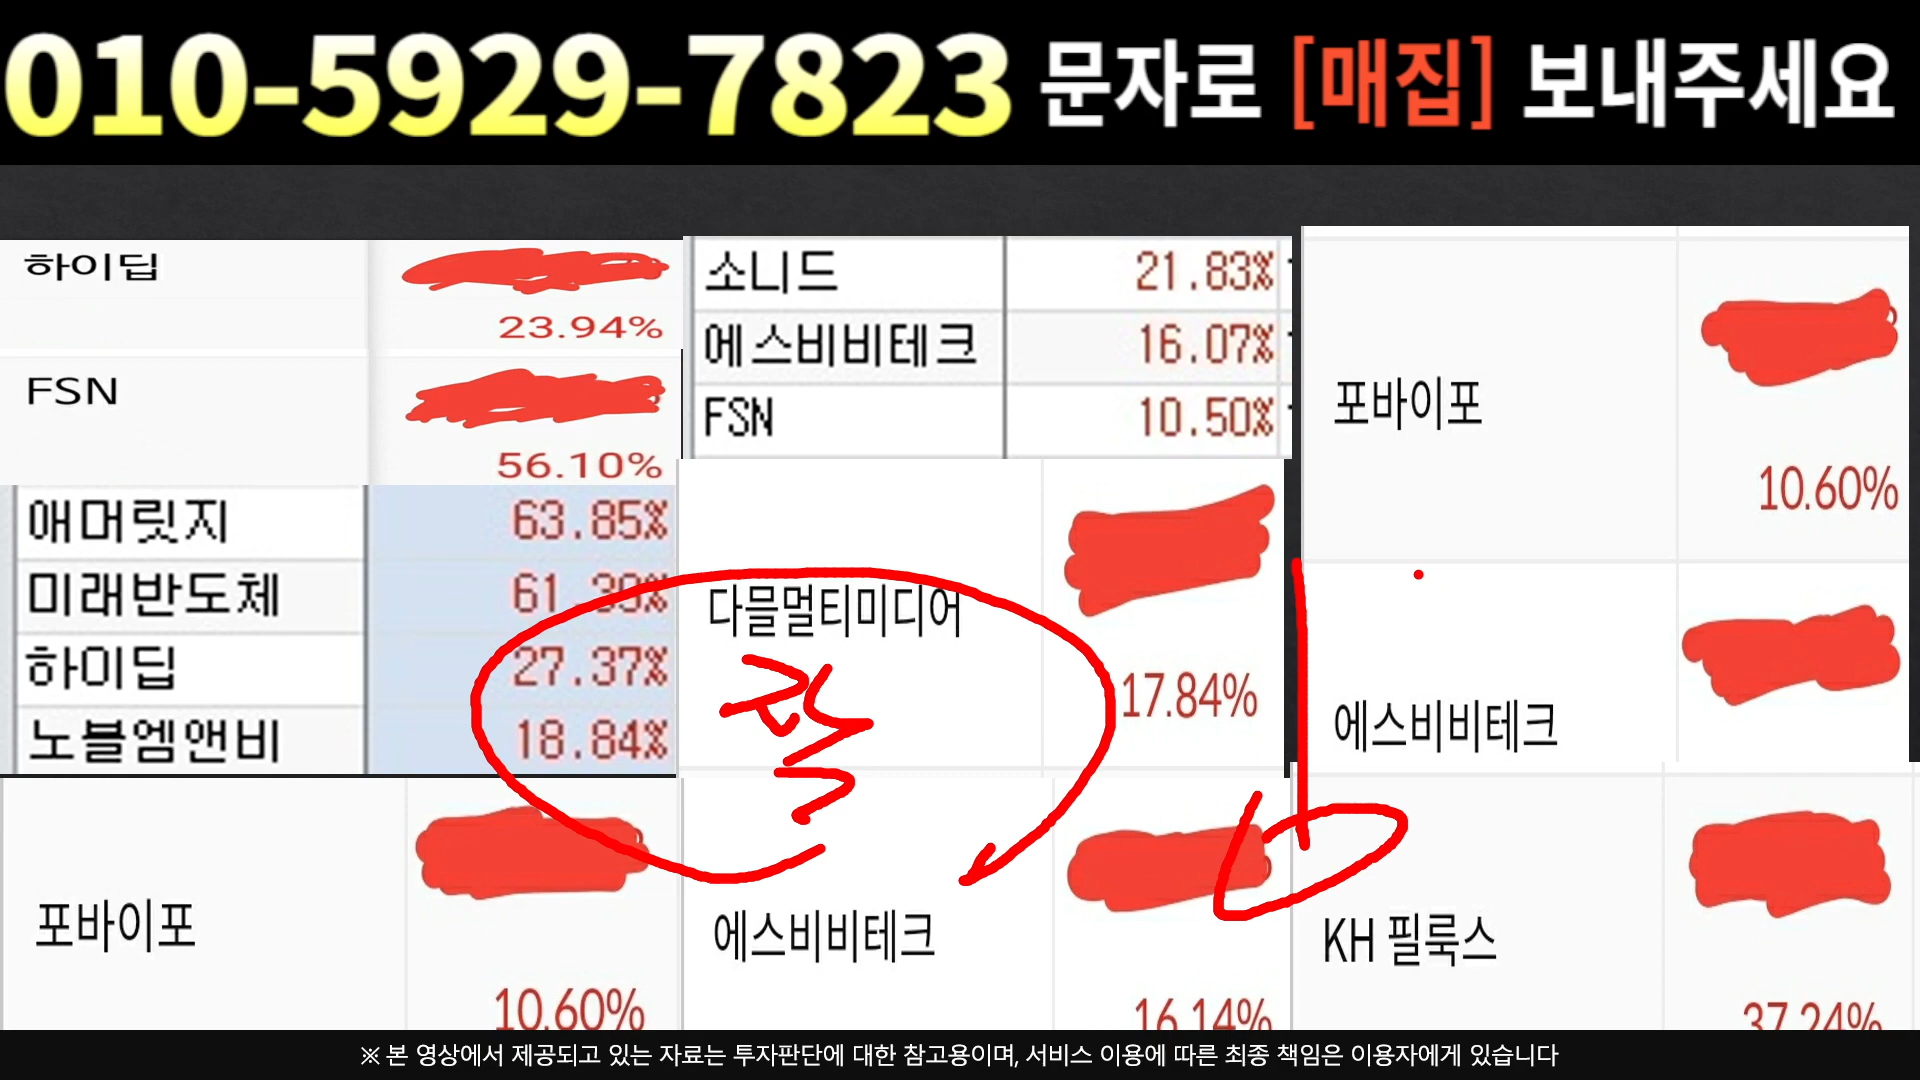 010-5929-7823 문자로 [매집] 보내주세요
하이딥
23.94%
FSN
56.10%
애머릿지 63.85%
미래반도체 61.39%
하이딥 27.37%
노블엠앤비 18.84%
소니드 21.83%
에스비비테크 16.07%
FSN 10.50%
다믈멀티미디어
17.84%
포바이포
10.60%
에스비비테크
포바이포
10.60%
에스비비테크
16.14%
KH 필룩스
37.24%
※ 본 영상에서 제공되고 있는 자료는 투자판단에 대한 참고용이며, 서비스 이용에 따른 최종 책임은 이용자에게 있습니다